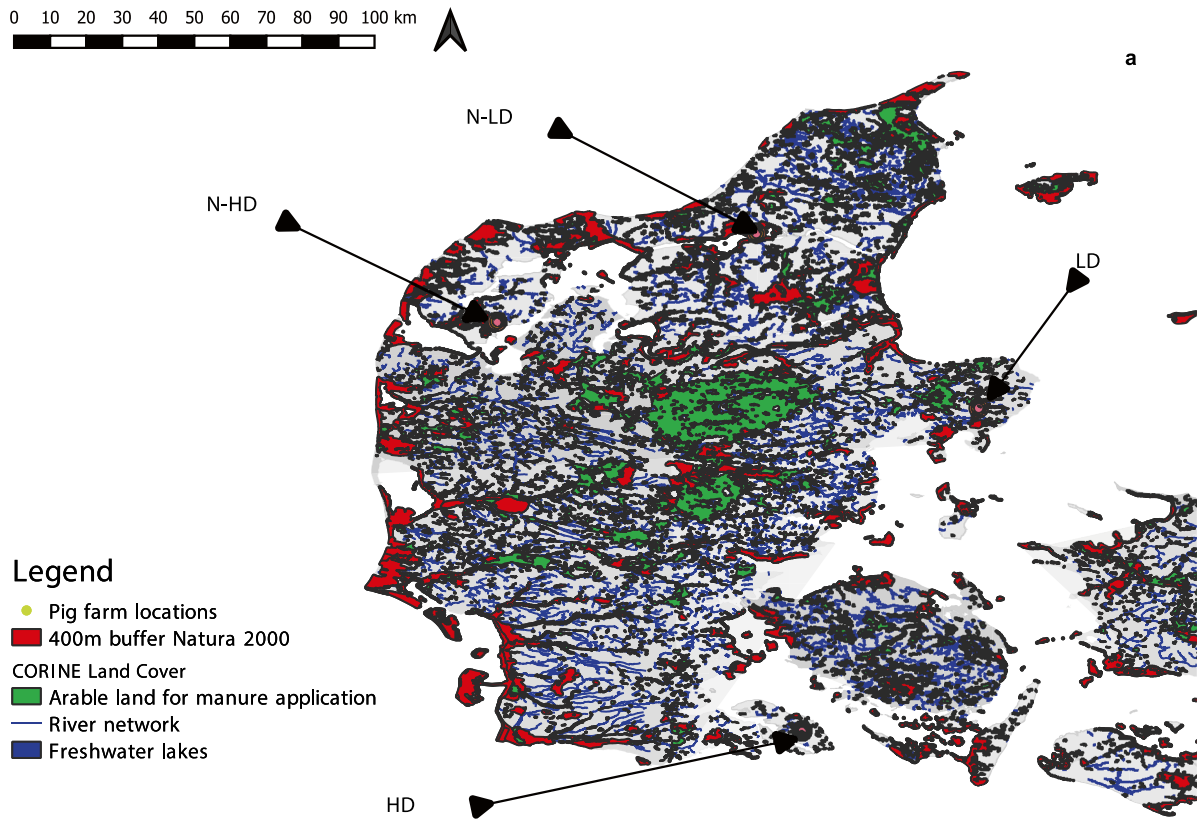 0 10 20 30 40 50 60 70 80 90 100 km
a
N-LD
N-HD
LD
Legend
Pig farm locations
400m buffer Natura 2000
CORINE Land Cover
Arable land for manure application
River network
Freshwater lakes
HD